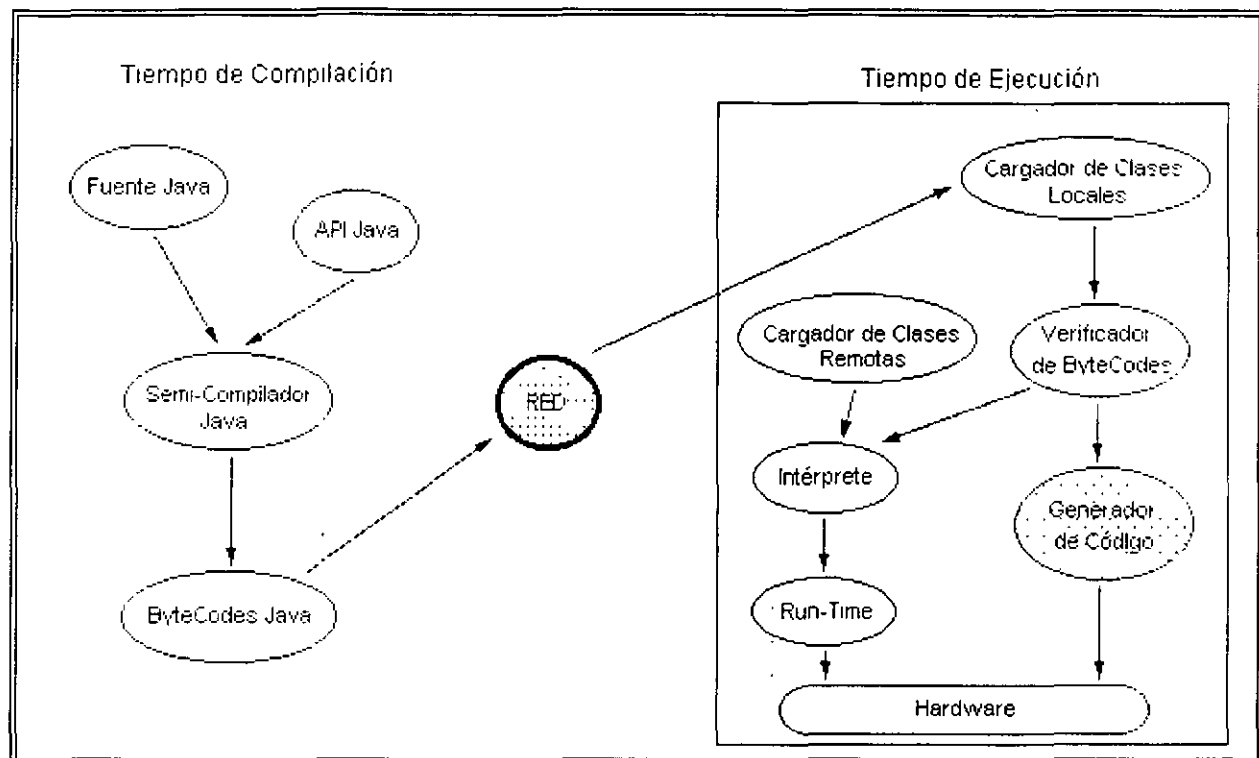 Tiempo de Compilación
Tiempo de Ejecución
Fuente Java
API Java
Semi-Compilador
Java
ByteCodes Java
RED
Cargador de Clases
Locales
Cargador de Clases
Remotas
Verificador
de ByteCodes
Intérprete
Generador
de Código
Run-Time
Hardware